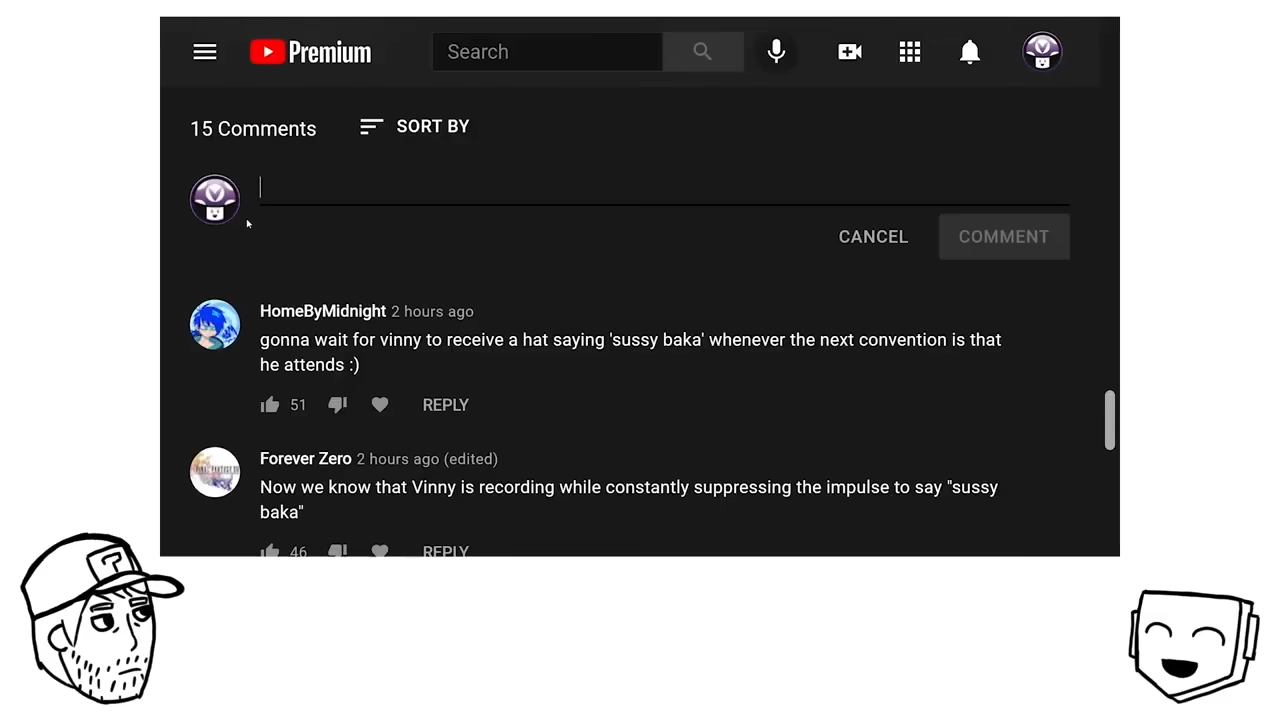 Premium
Search
15 Comments
SORT BY
CANCEL
COMMENT
HomeByMidnight 2 hours ago
gonna wait for vinny to receive a hat saying 'sussy baka' whenever the next convention is that
he attends :)
51
REPLY
Forever Zero 2 hours ago (edited)
Now we know that Vinny is recording while constantly suppressing the impulse to say "sussy
baka"
46
REPLY
?